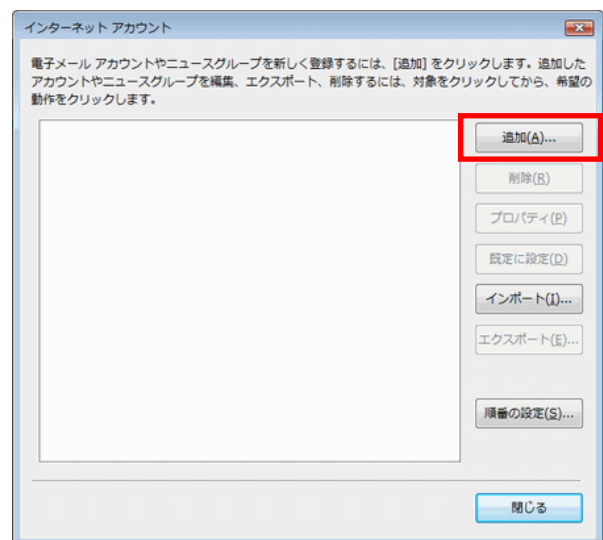 インターネット アカウント
電子メール アカウントやニュースグループを新しく登録するには、[追加] をクリックします。追加した
アカウントやニュースグループを編集、エクスポート、削除するには、対象をクリックしてから、希望の
動作をクリックします。
追加(A)...
削除(R)
プロパティ(P)
既定に設定(D)
インポート(I)...
エクスポート(E)...
順番の設定(S)...
閉じる